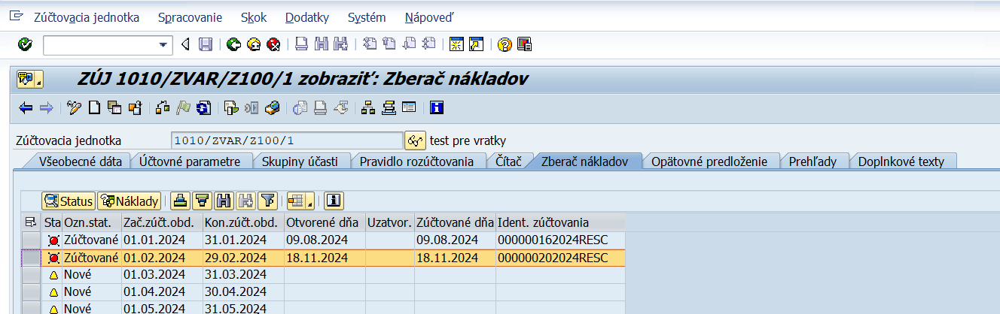 Zúčtovacia jednotka Spracovanie Skok Dodatky Systém Nápoveď
ZÚJ 1010/ZVAR/Z100/1 zobraziť: Zberač nákladov
Zúčtovacia jednotka 1010/ZVAR/Z100/1 test pre vratky
Všeobecné dáta Účtovné parametre Skupiny účasti Pravidlo rozúčtovania Čítač Zberač nákladov Opätovné predloženie Prehľady Doplnkové texty
Status Náklady
Sta Ozn.stat. Zač.zúčt.obd. Kon.zúčt.obd. Otvorené dňa Uzatvor. Zúčtované dňa Ident. zúčtovania
Zúčtované 01.01.2024 31.01.2024 09.08.2024 09.08.2024 000000162024RESC
Zúčtované 01.02.2024 29.02.2024 18.11.2024 18.11.2024 000000202024RESC
Nové 01.03.2024 31.03.2024
Nové 01.04.2024 30.04.2024
Nové 01.05.2024 31.05.2024